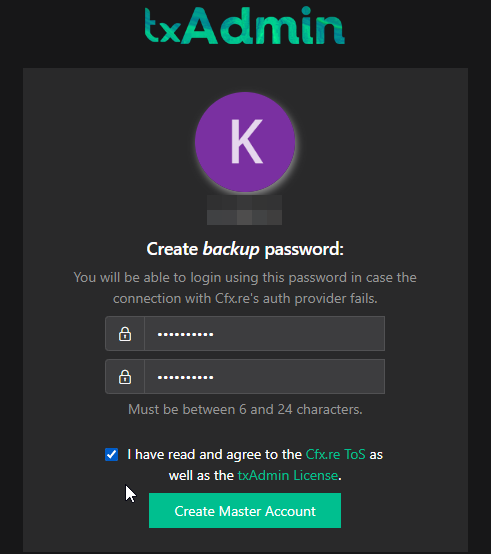 txAdmin
K
Create backup password:
You will be able to login using this password in case the
connection with Cfx.re's auth provider fails.
••••••••••
••••••••••
Must be between 6 and 24 characters.
I have read and agree to the Cfx.re ToS as
well as the txAdmin License.
Create Master Account